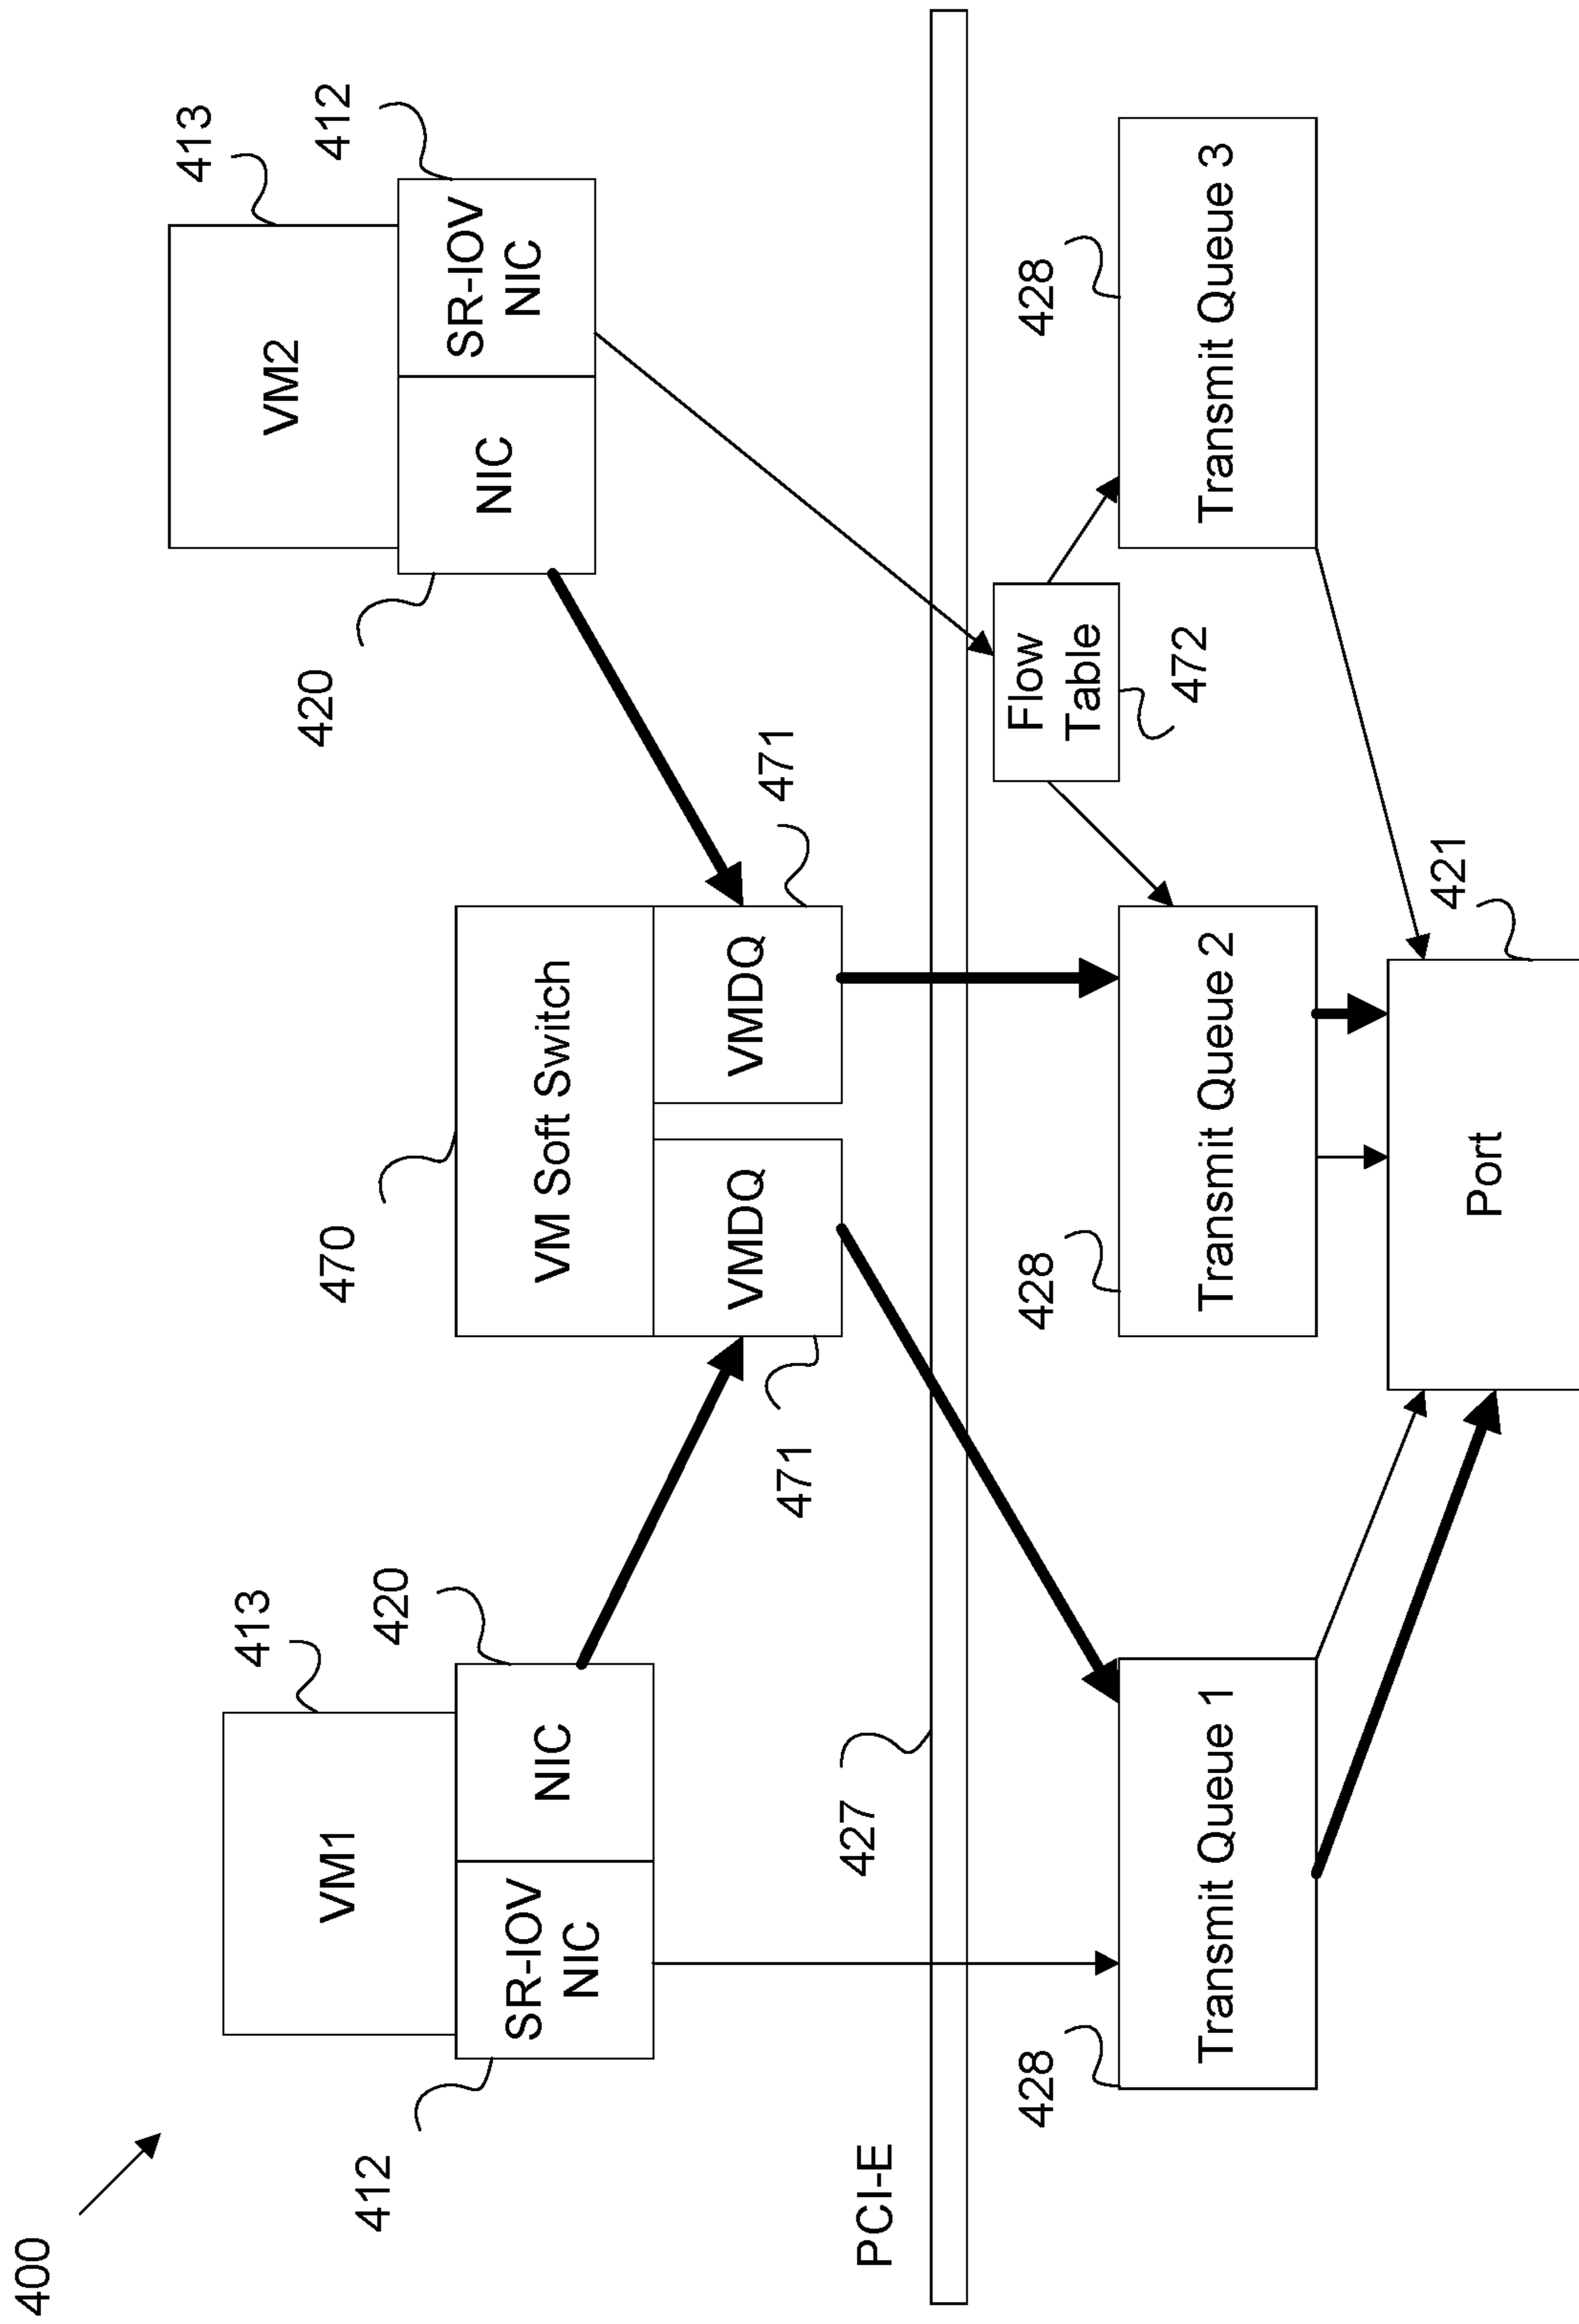 400
413
VM2
412
413
VM1
420
NIC
SR-IOV
NIC
470
VM Soft Switch
420
SR-IOV
NIC
NIC
412
471
VMDQ
VMDQ
471
427
PCI-E
Flow
Table
472
428
Transmit Queue 1
428
Transmit Queue 2
428
Transmit Queue 3
421
Port